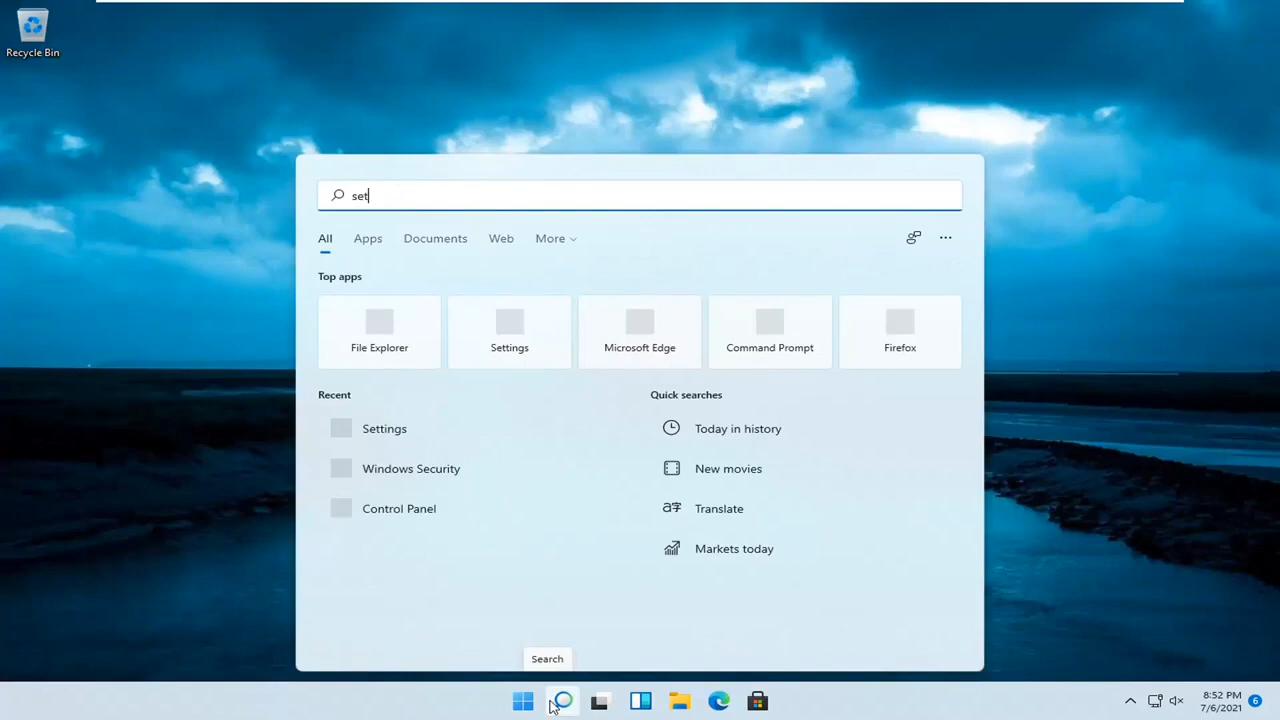 Recycle Bin
set
All Apps Documents Web More
Top apps
File Explorer Settings Microsoft Edge Command Prompt Firefox
Recent Quick searches
Settings Today in history
Windows Security New movies
Control Panel Translate
Markets today
Search
8:52 PM
7/6/2021 6